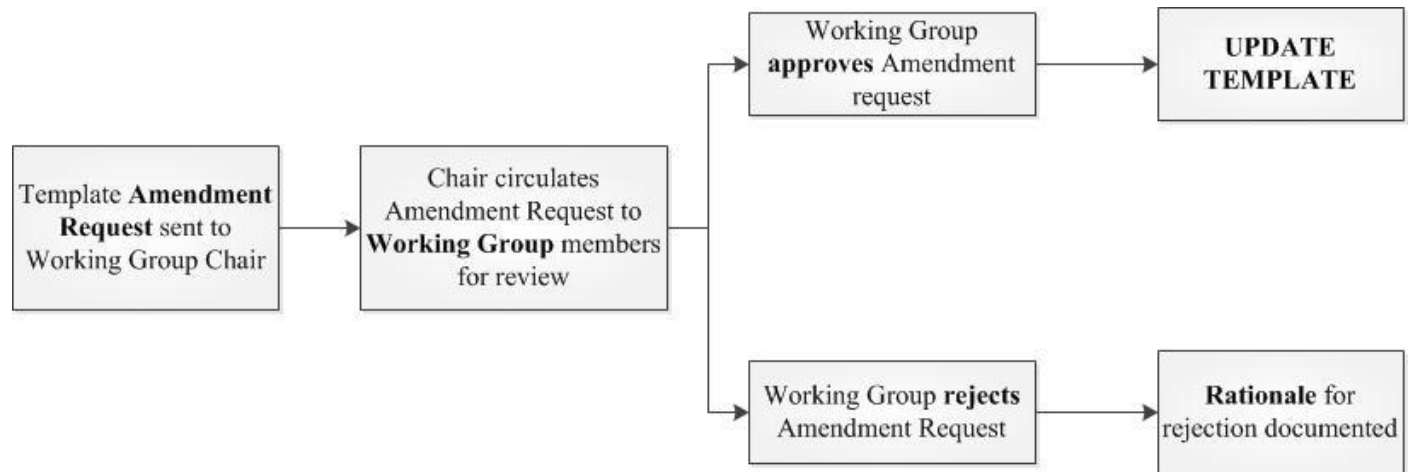 Template Amendment
Request sent to
Working Group Chair
Chair circulates
Amendment Request to
Working Group members
for review
Working Group
approves Amendment
request
UPDATE
TEMPLATE
Working Group rejects
Amendment Request
Rationale for
rejection documented